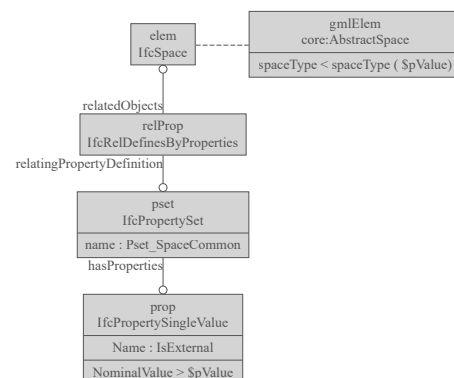 elem
IfcSpace
gmlElem
core:AbstractSpace
spaceType < spaceType ( $pValue)
relatedObjects
relProp
IfcRelDefinesByProperties
relatingPropertyDefinition
pset
IfcPropertySet
name : Pset_SpaceCommon
hasProperties
prop
IfcPropertySingleValue
Name : IsExternal
NominalValue > $pValue